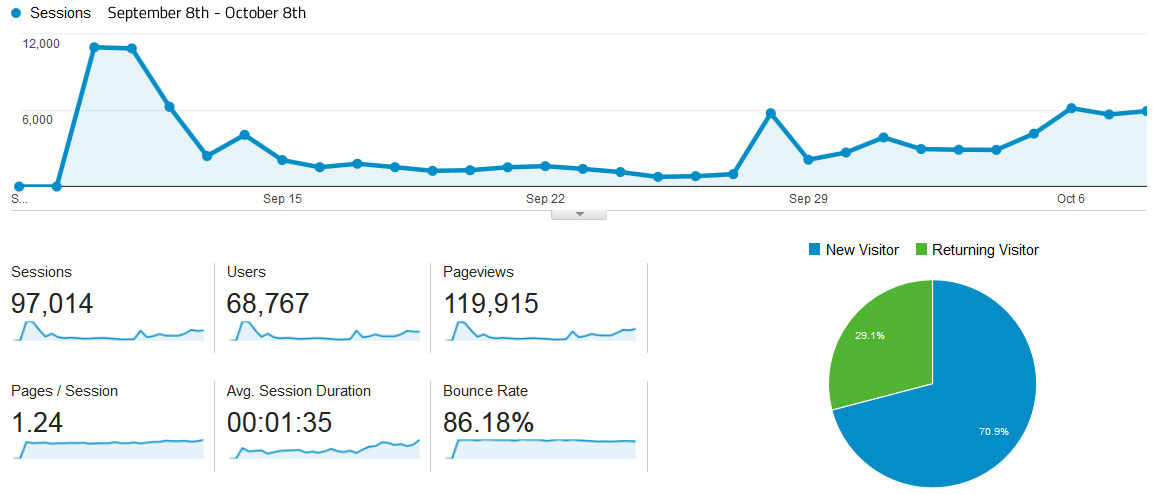 Sessions September 8th - October 8th
12,000
6,000
S... Sep 15 Sep 22 Sep 29 Oct 6
New Visitor Returning Visitor
Sessions Users Pageviews
97,014 68,767 119,915
29.1%
Pages / Session Avg. Session Duration Bounce Rate
1.24 00:01:35 86.18%
70.9%